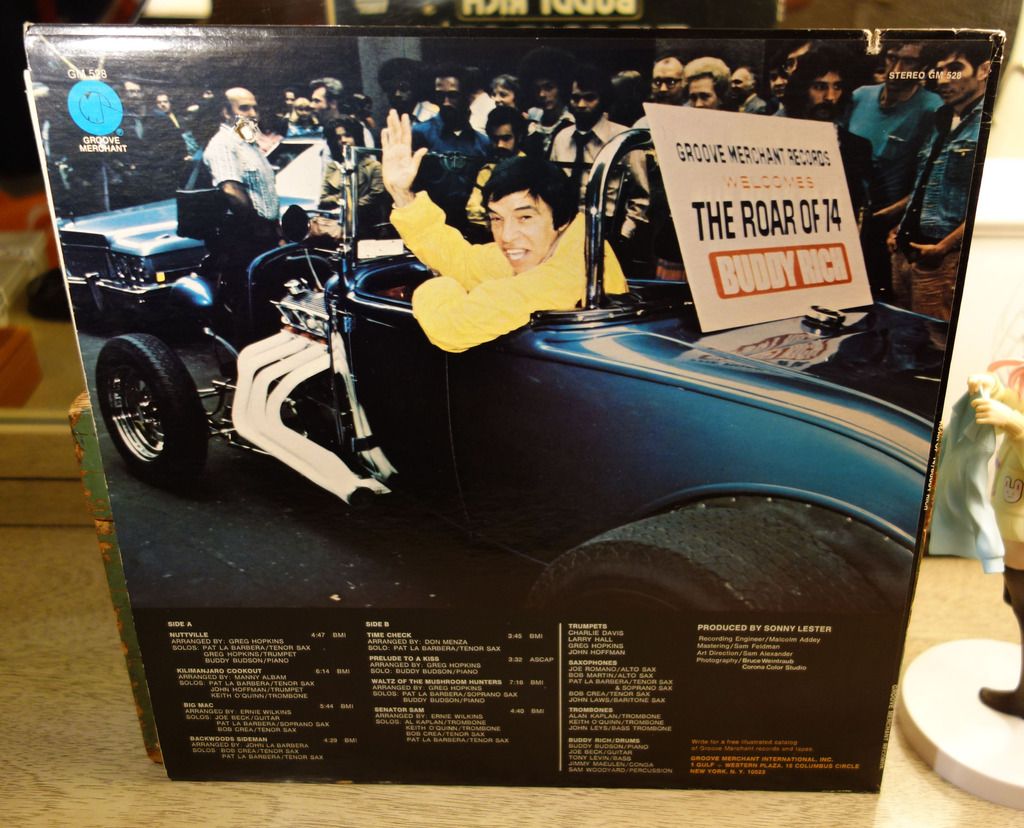 BUDDY RICH
GM 528
GROOVE
MERCHANT
STEREO GM 528
GROOVE MERCHANT RECORDS
WELCOMES
THE ROAR OF 74
BUDDY RICH
SIDE A
NUTTVILLE 4:47 BMI
ARRANGED BY: GREG HOPKINS
SOLOS: PAT LA BARBERA/TENOR SAX
GREG HOPKINS/TRUMPET
BUDDY BUDSON/PIANO
KILIMANJARO COOKOUT 6:14 BMI
ARRANGED BY: MANNY ALBAM
SOLOS: PAT LA BARBERA/TENOR SAX
JOHN HOFFMAN/TRUMPET
KEITH O'QUINN/TROMBONE
BIG MAC 5:44 BMI
ARRANGED BY: ERNIE WILKINS
SOLOS: JOE BECK/GUITAR
PAT LA BARBERA/SOPRANO SAX
BOB CREA/TENOR SAX
BACKWOODS SIDEMAN 4:29 BMI
ARRANGED BY: JOHN LA BARBERA
SOLOS: BOB CREA/TENOR SAX
PAT LA BARBERA/TENOR SAX
SIDE B
TIME CHECK 3:45 BMI
ARRANGED BY: DON MENZA
SOLO: PAT LA BARBERA/TENOR SAX
PRELUDE TO A KISS 3:32 ASCAP
ARRANGED BY: GREG HOPKINS
SOLO: BUDDY BUDSON/PIANO
WALTZ OF THE MUSHROOM HUNTERS 7:18 BMI
ARRANGED BY: GREG HOPKINS
SOLOS: PAT LA BARBERA/SOPRANO SAX
BUDDY BUDSON/PIANO
SENATOR SAM 4:40 BMI
ARRANGED BY: ERNIE WILKINS
SOLOS: AL KAPLAN/TROMBONE
KEITH O'QUINN/TROMBONE
BOB CREA/TENOR SAX
PAT LA BARBERA/TENOR SAX
TRUMPETS
CHARLIE DAVIS
LARRY HALL
GREG HOPKINS
JOHN HOFFMAN
SAXOPHONES
JOE ROMANO/ALTO SAX
BOB MARTIN/ALTO SAX
PAT LA BARBERA/TENOR SAX
& SOPRANO SAX
BOB CREA/TENOR SAX
JOHN LAWS/BARITONE SAX
TROMBONES
ALAN KAPLAN/TROMBONE
KEITH O'QUINN/TROMBONE
JOHN LEYS/BASS TROMBONE
BUDDY RICH/DRUMS
BUDDY BUDSON/PIANO
JOE BECK/GUITAR
TONY LEVIN/BASS
JIMMY MAEULEN/CONGA
SAM WOODYARD/PERCUSSION
PRODUCED BY SONNY LESTER
Recording Engineer/Malcolm Addey
Mastering/Sam Feldman
Art Direction/Sam Alexander
Photography/Bruce Weintraub
Corona Color Studio
Write for a free illustrated catalog
of Groove Merchant records and tapes.
GROOVE MERCHANT INTERNATIONAL, INC.
1 GULF - WESTERN PLAZA, 15 COLUMBUS CIRCLE
NEW YORK, N. Y. 10023